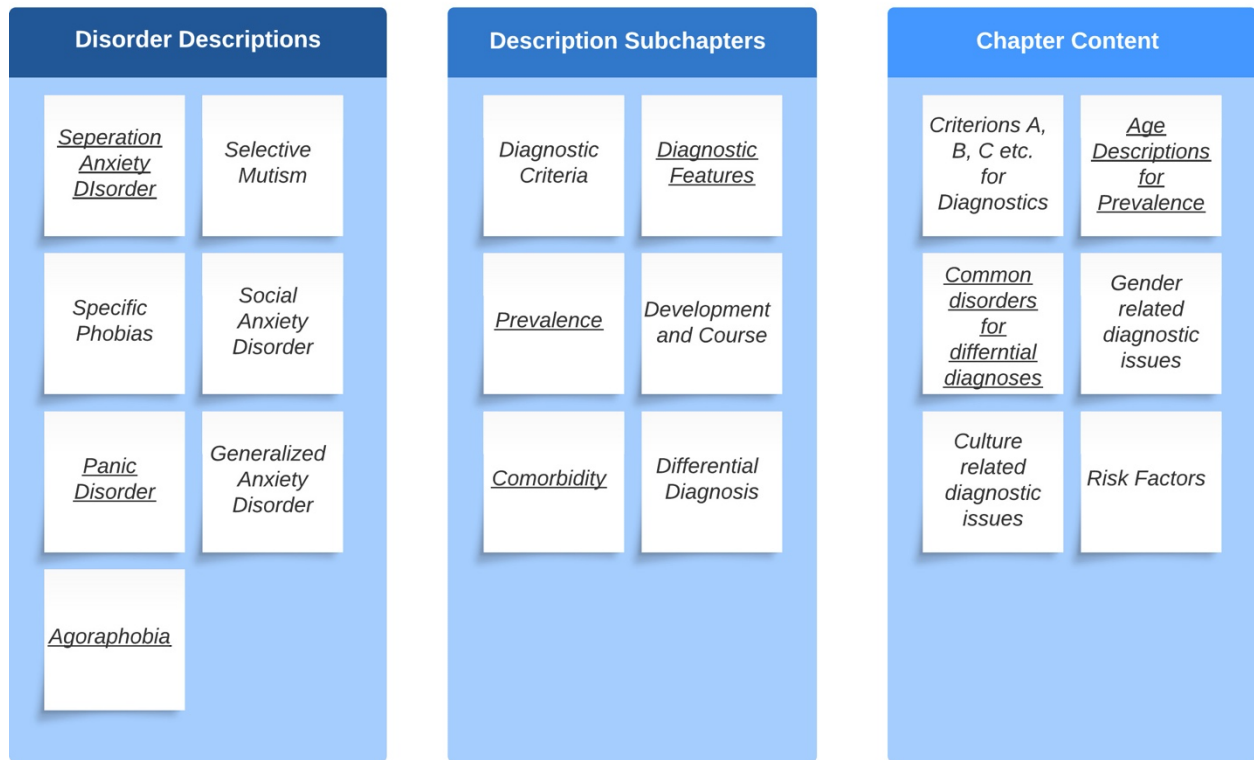 Disorder Descriptions
Seperation
Anxiety
DIsorder
Selective
Mutism
Specific
Phobias
Social
Anxiety
Disorder
Panic
Disorder
Generalized
Anxiety
Disorder
Agoraphobia
Description Subchapters
Diagnostic
Criteria
Diagnostic
Features
Prevalence
Development
and Course
Comorbidity
Differential
Diagnosis
Chapter Content
Criterions A,
B, C etc.
for
Diagnostics
Age
Descriptions
for
Prevalence
Common
disorders
for
differntial
diagnoses
Gender
related
diagnostic
issues
Culture
related
diagnostic
issues
Risk Factors